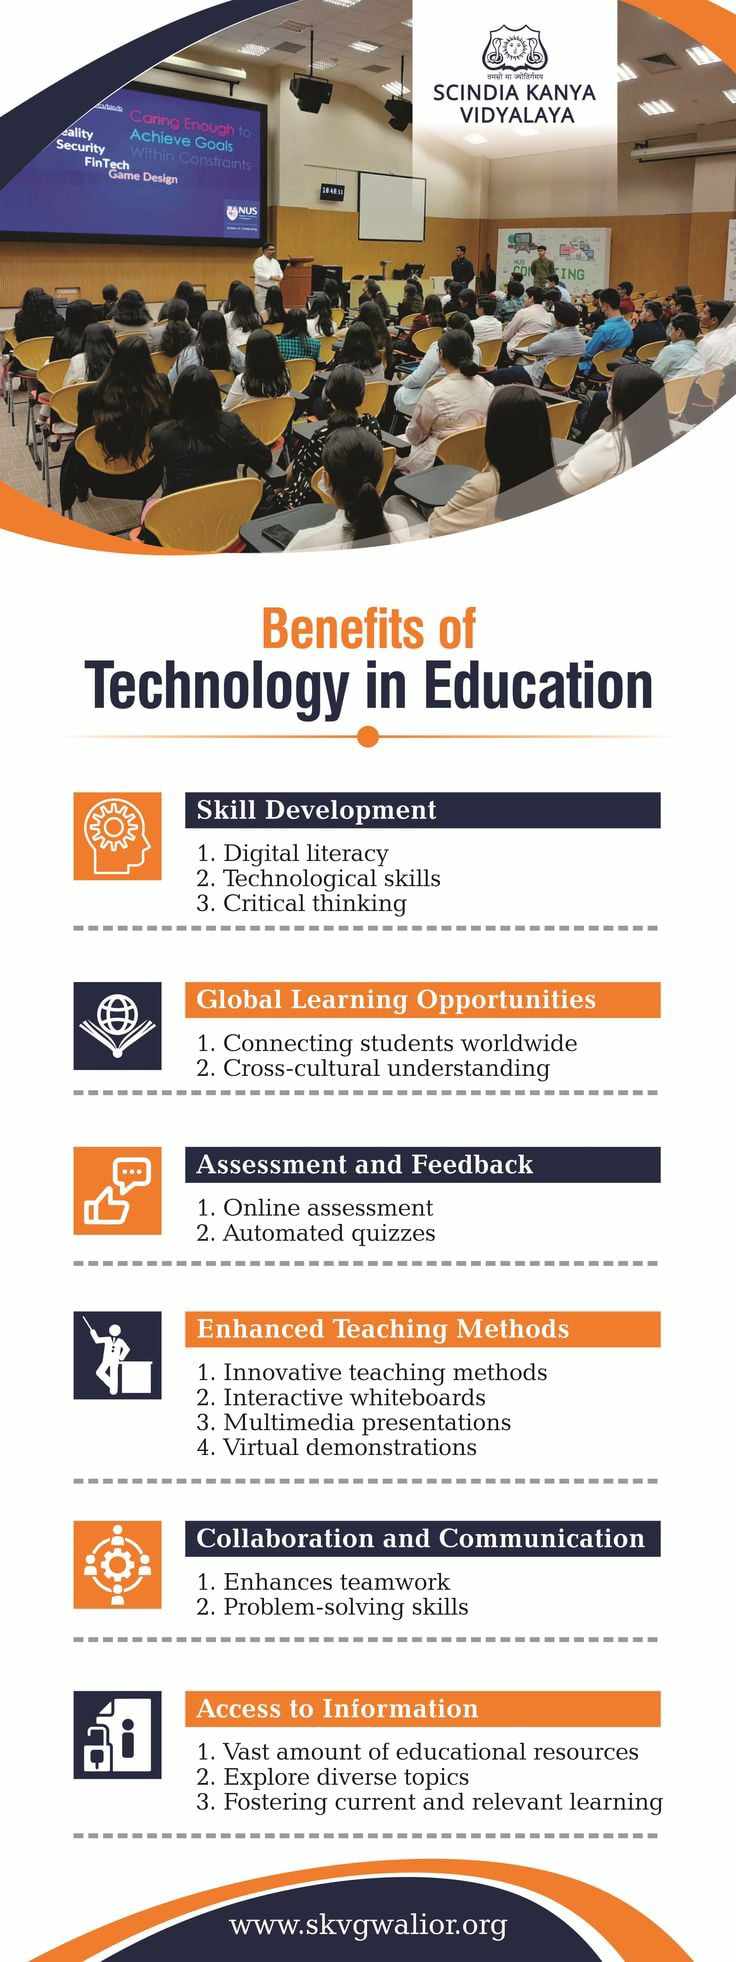 तमसो मा ज्योतिर्गमय
SCINDIA KANYA
VIDYALAYA
Caring Enough to
Achieve Goals
Within Constraints
Security
FinTech
Game Design
NUS
10:48:11
NUS
Benefits of
Technology in Education
Skill Development
1. Digital literacy
2. Technological skills
3. Critical thinking
Global Learning Opportunities
1. Connecting students worldwide
2. Cross-cultural understanding
Assessment and Feedback
1. Online assessment
2. Automated quizzes
Enhanced Teaching Methods
1. Innovative teaching methods
2. Interactive whiteboards
3. Multimedia presentations
4. Virtual demonstrations
Collaboration and Communication
1. Enhances teamwork
2. Problem-solving skills
Access to Information
1. Vast amount of educational resources
2. Explore diverse topics
3. Fostering current and relevant learning
www.skvgwalior.org